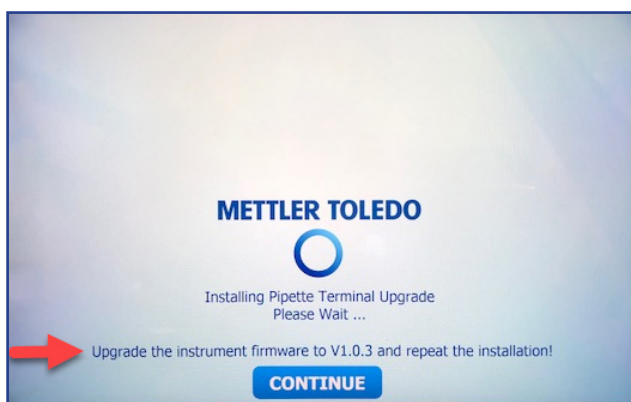 METTLER TOLEDO
Installing Pipette Terminal Upgrade
Please Wait ...
Upgrade the instrument firmware to V1.0.3 and repeat the installation!
CONTINUE